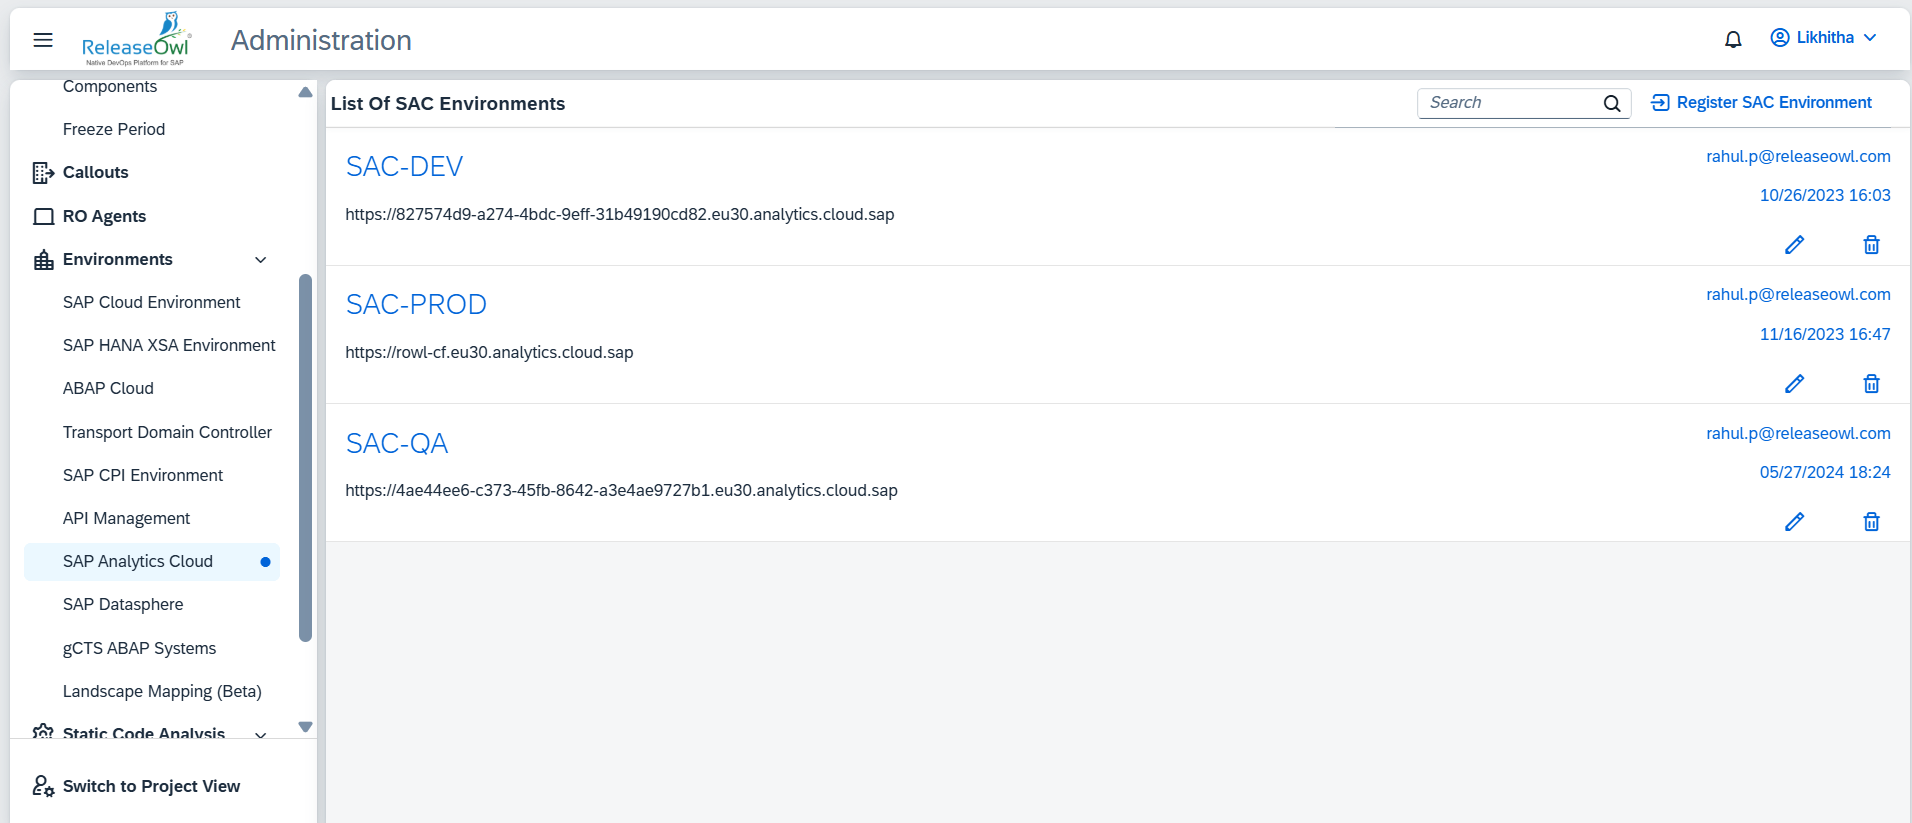 ReleaseOwl
Native DevOps Platform for SAP
Administration
Likhitha
Components
Freeze Period
Callouts
RO Agents
Environments
SAP Cloud Environment
SAP HANA XSA Environment
ABAP Cloud
Transport Domain Controller
SAP CPI Environment
API Management
SAP Analytics Cloud
SAP Datasphere
gCTS ABAP Systems
Landscape Mapping (Beta)
Static Code Analysis
Switch to Project View
List Of SAC Environments
Search
Register SAC Environment
SAC-DEV
rahul.p@releaseowl.com
10/26/2023 16:03
https://827574d9-a274-4bdc-9eff-31b49190cd82.eu30.analytics.cloud.sap
SAC-PROD
rahul.p@releaseowl.com
11/16/2023 16:47
https://rowl-cf.eu30.analytics.cloud.sap
SAC-QA
rahul.p@releaseowl.com
05/27/2024 18:24
https://4ae44ee6-c373-45fb-8642-a3e4ae9727b1.eu30.analytics.cloud.sap